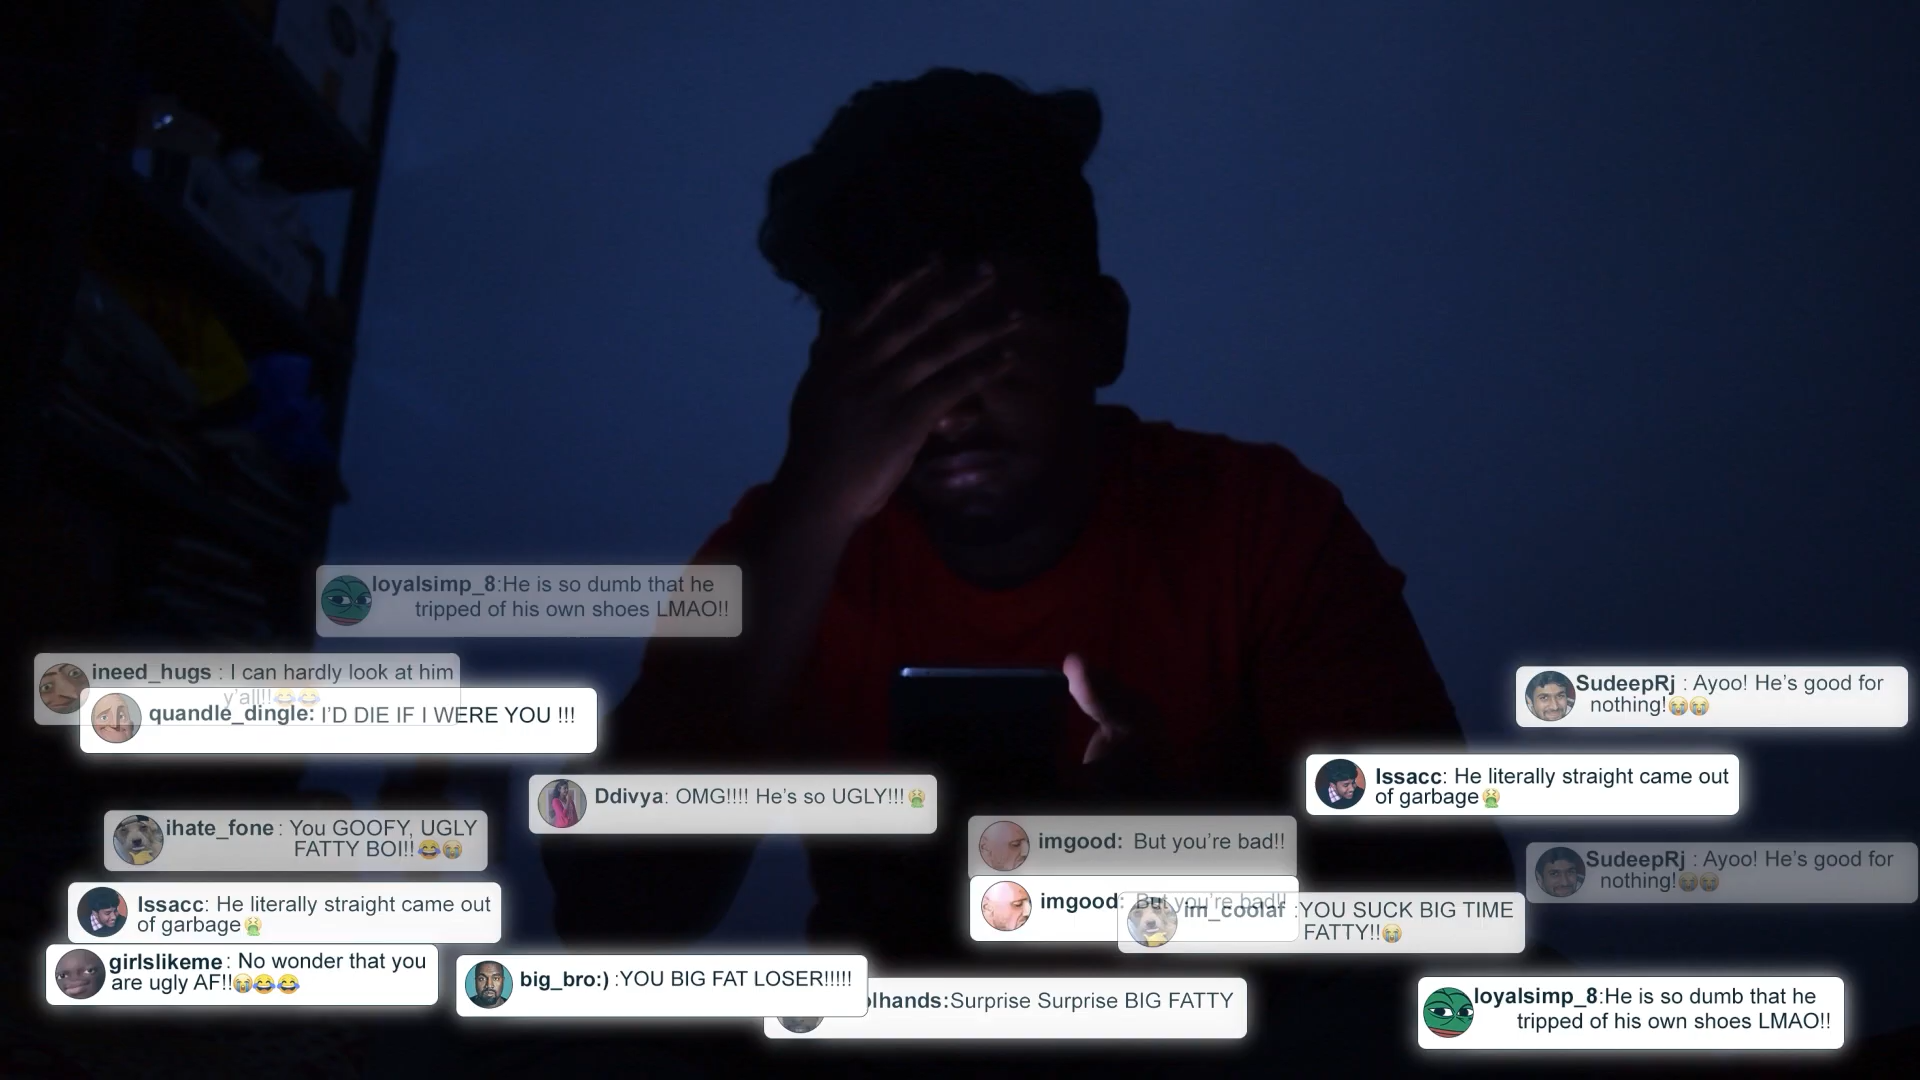 loyalsimp_8:He is so dumb that he
tripped of his own shoes LMAO!!
ineed_hugs : I can hardly look at him
y'all!!😂😂
quandle_dingle: I'D DIE IF I WERE YOU !!!
SudeepRj : Ayoo! He's good for
nothing!😭😭
Issacc: He literally straight came out
of garbage🤮
Ddivya: OMG!!!! He's so UGLY!!!🤮
ihate_fone : You GOOFY, UGLY
FATTY BOI!!😂😭
imgood: But you're bad!!
SudeepRj : Ayoo! He's good for
nothing!😭😭
Issacc: He literally straight came out
of garbage🤮
imgood: But you're bad!!
im_coolaf :YOU SUCK BIG TIME
FATTY!!😭
girlslikeme : No wonder that you
are ugly AF!!😭😂😂
big_bro:) :YOU BIG FAT LOSER!!!!!
lhands:Surprise Surprise BIG FATTY
loyalsimp_8:He is so dumb that he
tripped of his own shoes LMAO!!